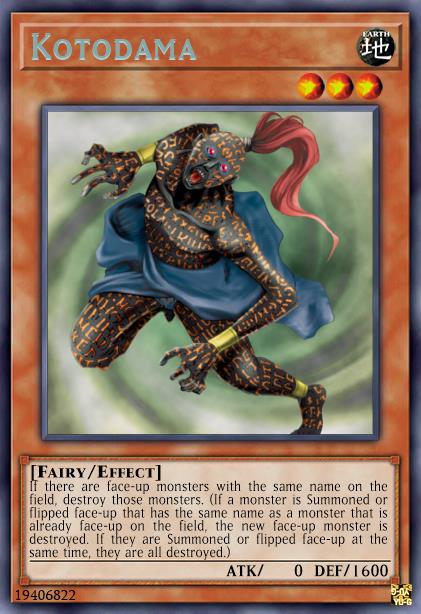 KOTODAMA
EARTH
地
[FAIRY/EFFECT]
If there are face-up monsters with the same name on the
field, destroy those monsters. (If a monster is Summoned or
flipped face-up that has the same name as a monster that is
already face-up on the field, the new face-up monster is
destroyed. If they are Summoned or flipped face-up at the
same time, they are all destroyed.)
ATK/ 0 DEF/1600
19406822